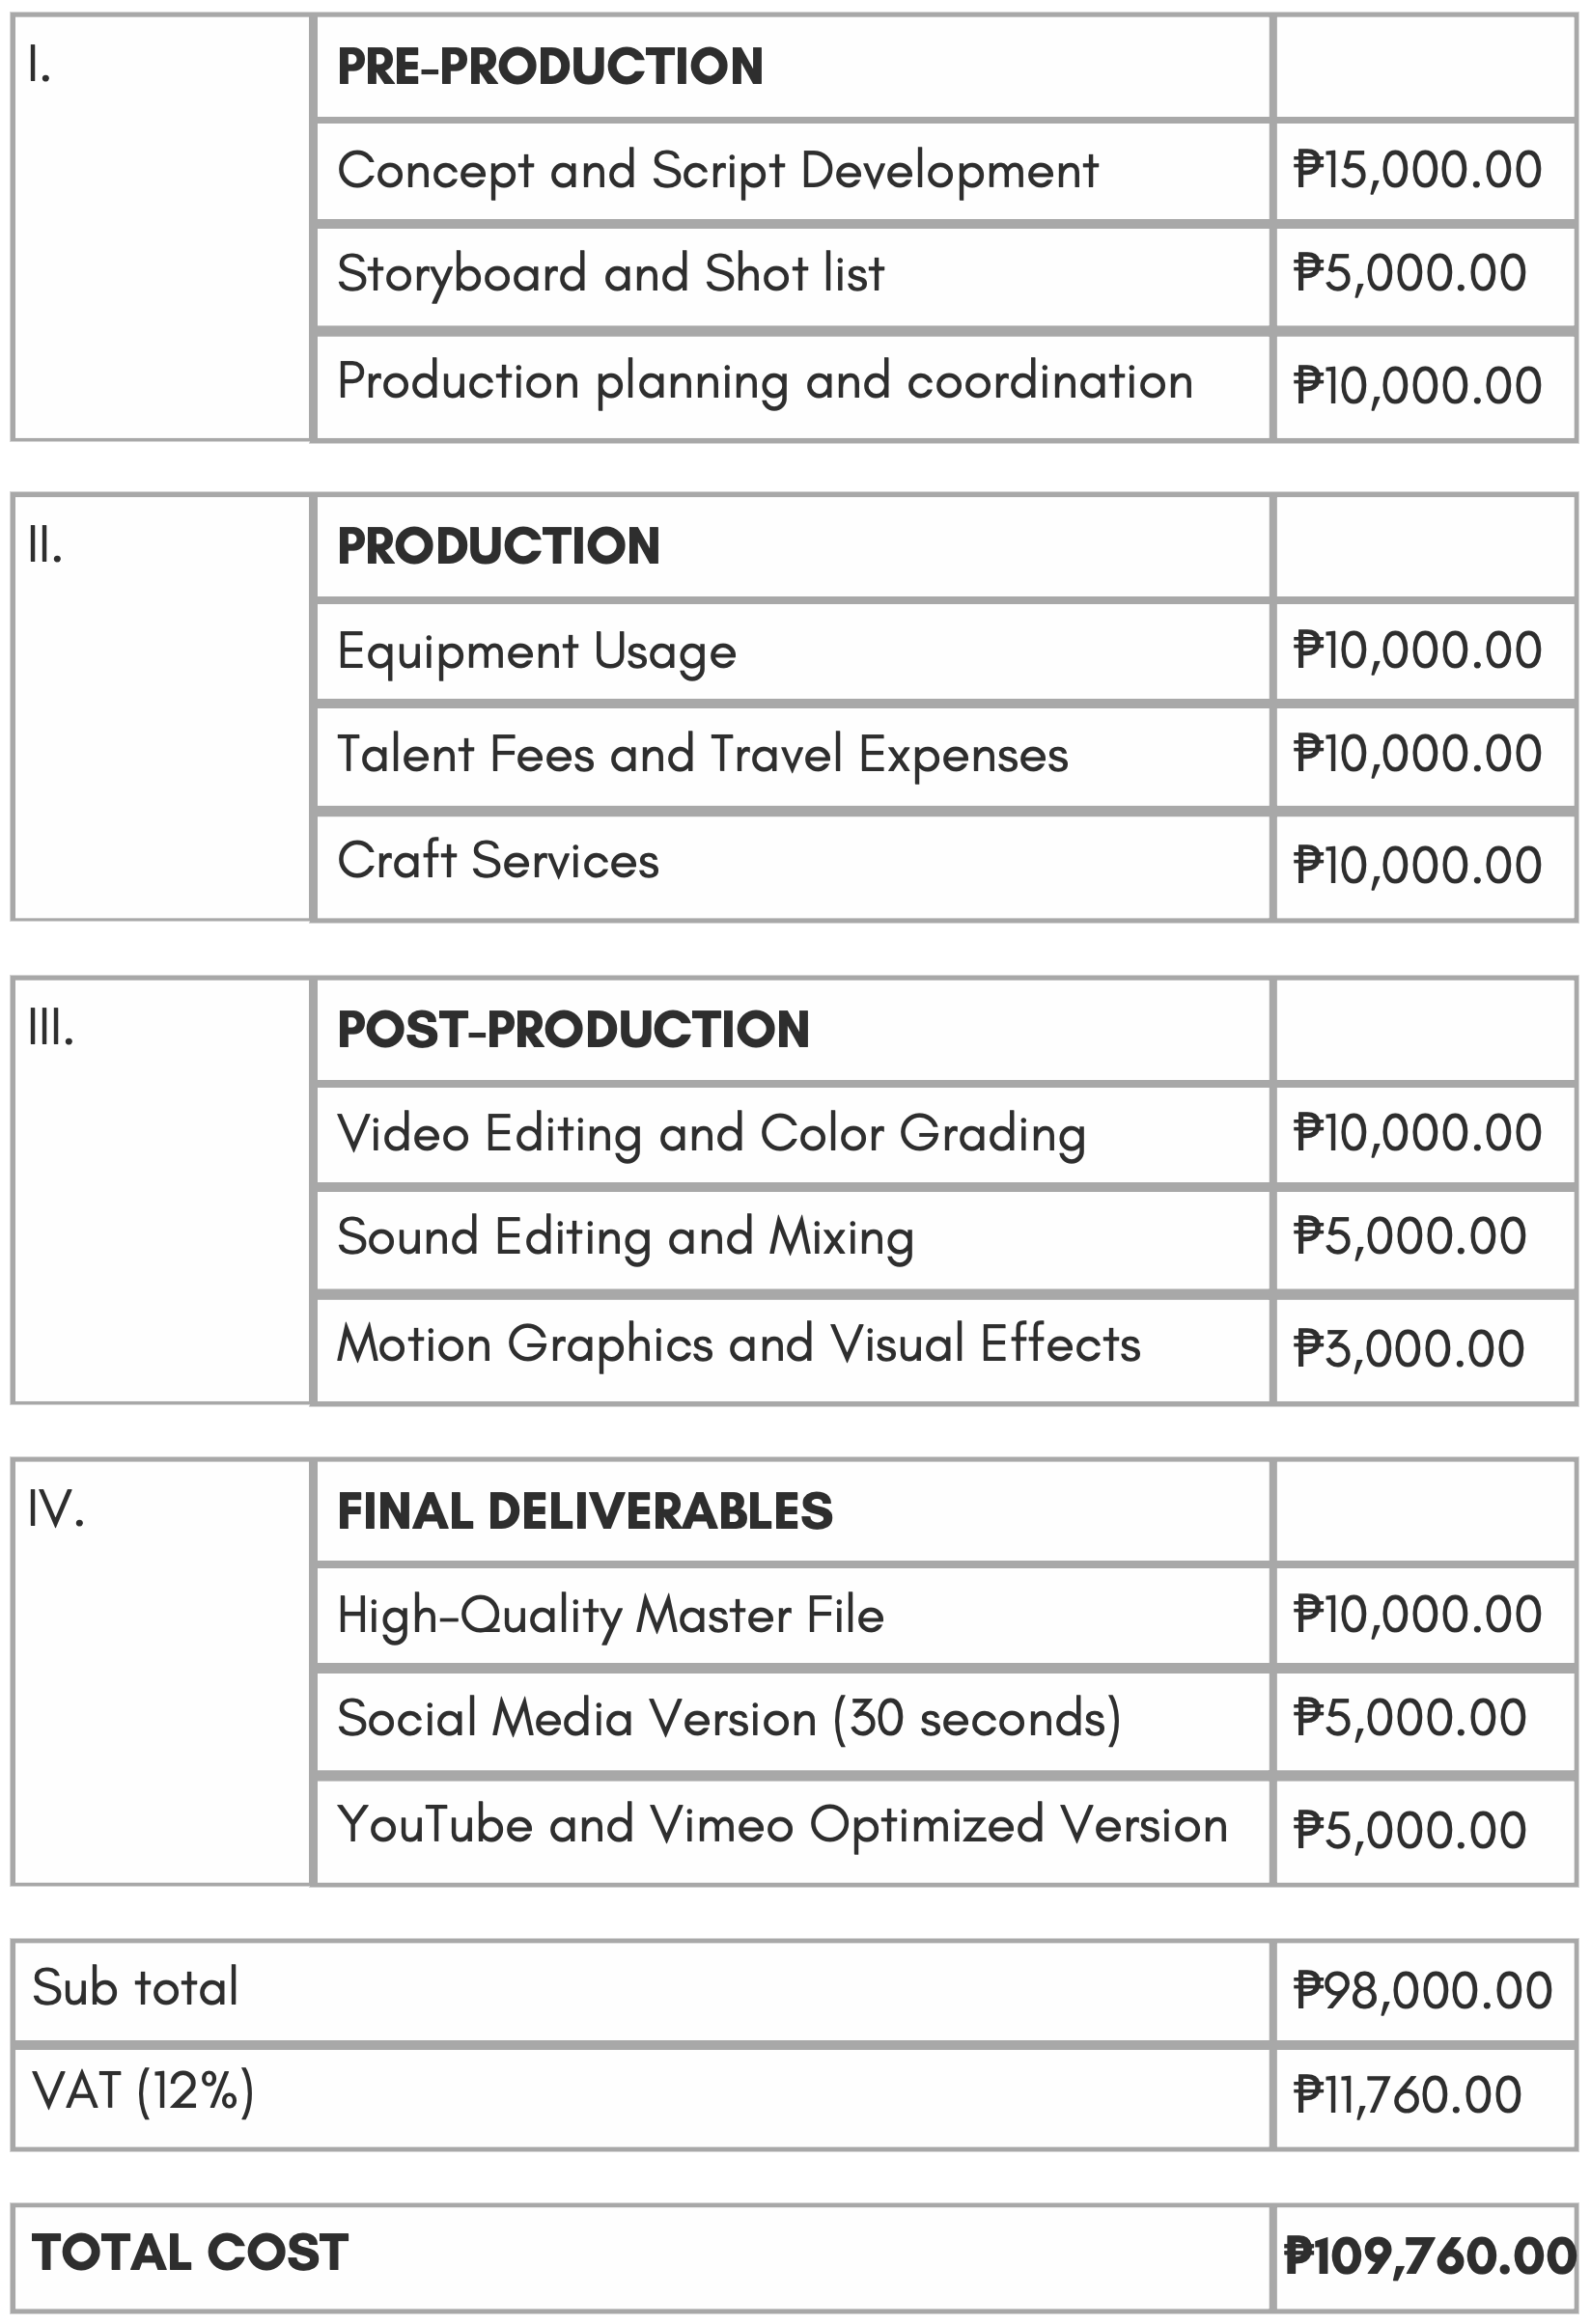 I. PRE-PRODUCTION
Concept and Script Development ₱15,000.00
Storyboard and Shot list ₱5,000.00
Production planning and coordination ₱10,000.00
II. PRODUCTION
Equipment Usage ₱10,000.00
Talent Fees and Travel Expenses ₱10,000.00
Craft Services ₱10,000.00
III. POST-PRODUCTION
Video Editing and Color Grading ₱10,000.00
Sound Editing and Mixing ₱5,000.00
Motion Graphics and Visual Effects ₱3,000.00
IV. FINAL DELIVERABLES
High-Quality Master File ₱10,000.00
Social Media Version (30 seconds) ₱5,000.00
YouTube and Vimeo Optimized Version ₱5,000.00
Sub total ₱98,000.00
VAT (12%) ₱11,760.00
TOTAL COST ₱109,760.00